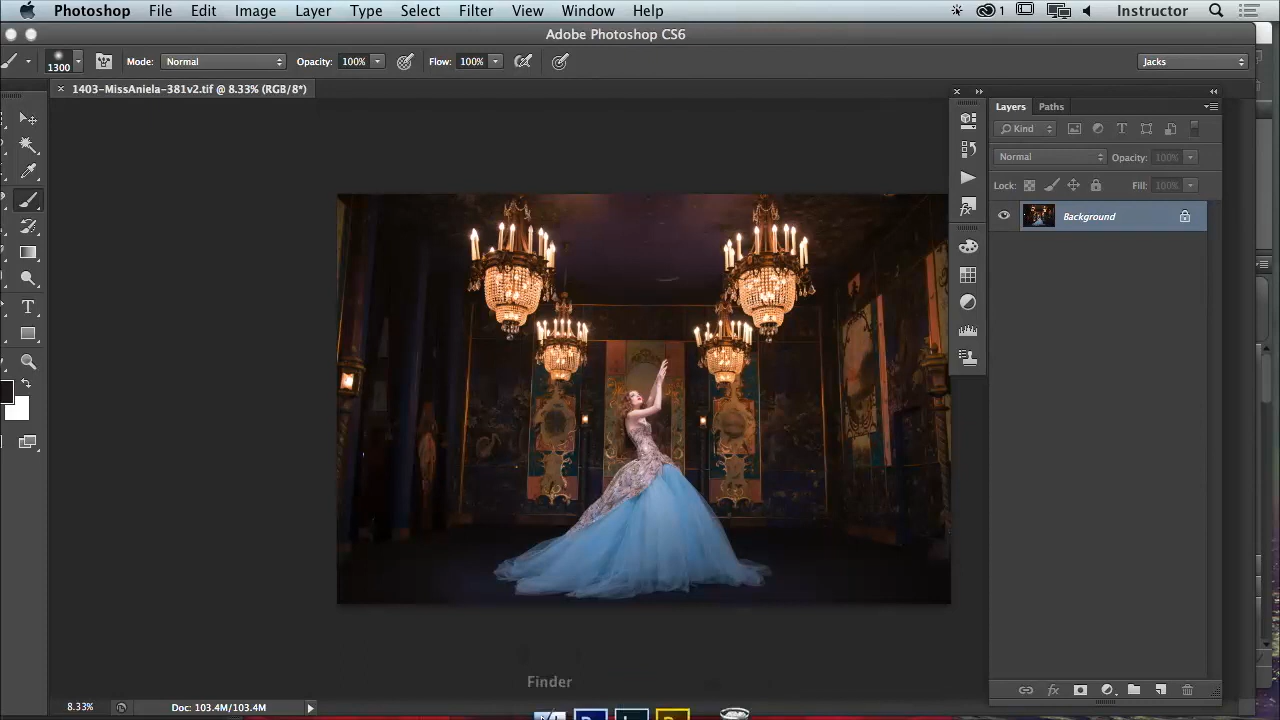 Photoshop File Edit Image Layer Type Select Filter View Window Help 1 Instructor
Adobe Photoshop CS6
1300 Mode: Normal Opacity: 100% Flow: 100% Jacks
× 1403-MissAniela-381v2.tif @ 8.33% (RGB/8*)
Layers Paths
Kind
Normal Opacity: 100%
Lock: Fill: 100%
Background
Finder
8.33% Doc: 103.4M/103.4M